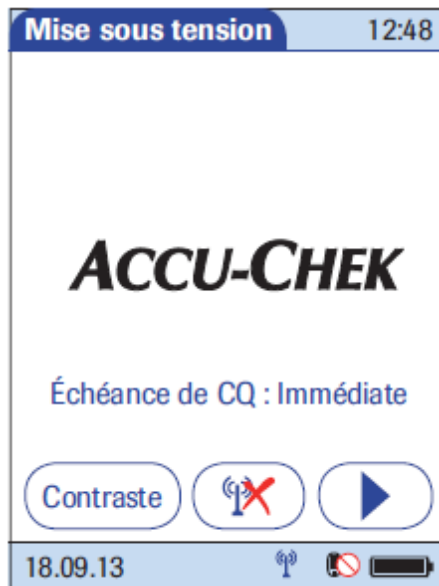 Mise sous tension 12:48
ACCU-CHEK
Échéance de CQ : Immédiate
Contraste
18.09.13